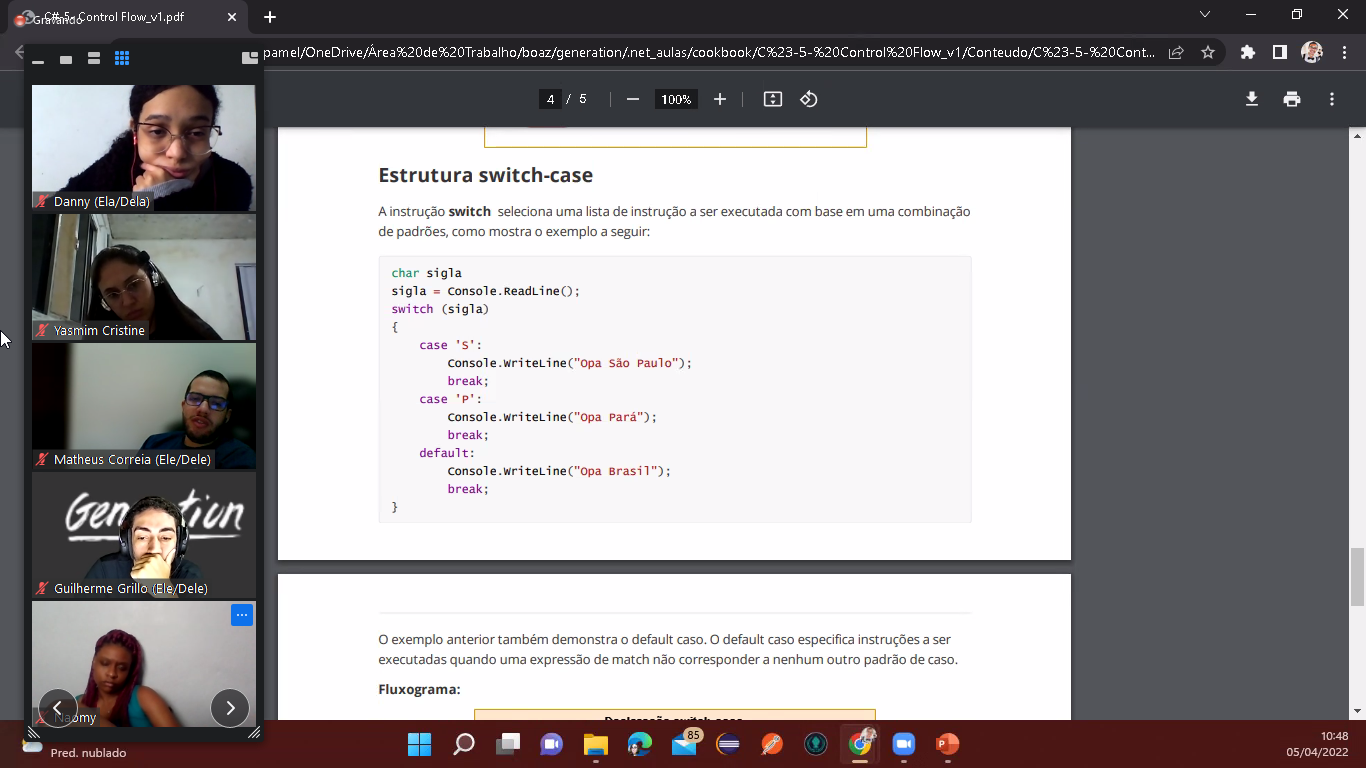 Gravando
C# 5- Control Flow_v1.pdf
pamel/OneDrive/Área%20de%20Trabalho/boaz/generation/.net_aulas/cookbook/C%23-5-%20Control%20Flow_v1/Conteudo/C%23-5-%20Cont...
4 / 5
100%
Danny (Ela/Dela)
Yasmim Cristine
Matheus Correia (Ele/Dele)
Generation
Guilherme Grillo (Ele/Dele)
Naomy
Estrutura switch-case
A instrução switch seleciona uma lista de instrução a ser executada com base em uma combinação
de padrões, como mostra o exemplo a seguir:
char sigla
sigla = Console.ReadLine();
switch (sigla)
{
case 'S':
Console.WriteLine("Opa São Paulo");
break;
case 'P':
Console.WriteLine("Opa Pará");
break;
default:
Console.WriteLine("Opa Brasil");
break;
}
O exemplo anterior também demonstra o default caso. O default caso especifica instruções a ser
executadas quando uma expressão de match não corresponder a nenhum outro padrão de caso.
Fluxograma:
Declaração switch-case
Pred. nublado
85
10:48
05/04/2022